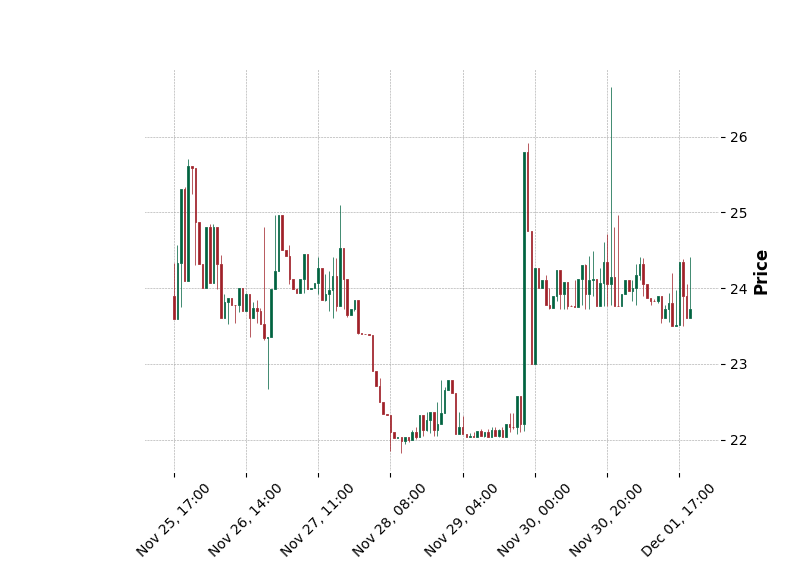 26
25
24
23
22
Price
Nov 25, 17:00
Nov 26, 14:00
Nov 27, 11:00
Nov 28, 08:00
Nov 29, 04:00
Nov 30, 00:00
Nov 30, 20:00
Dec 01, 17:00